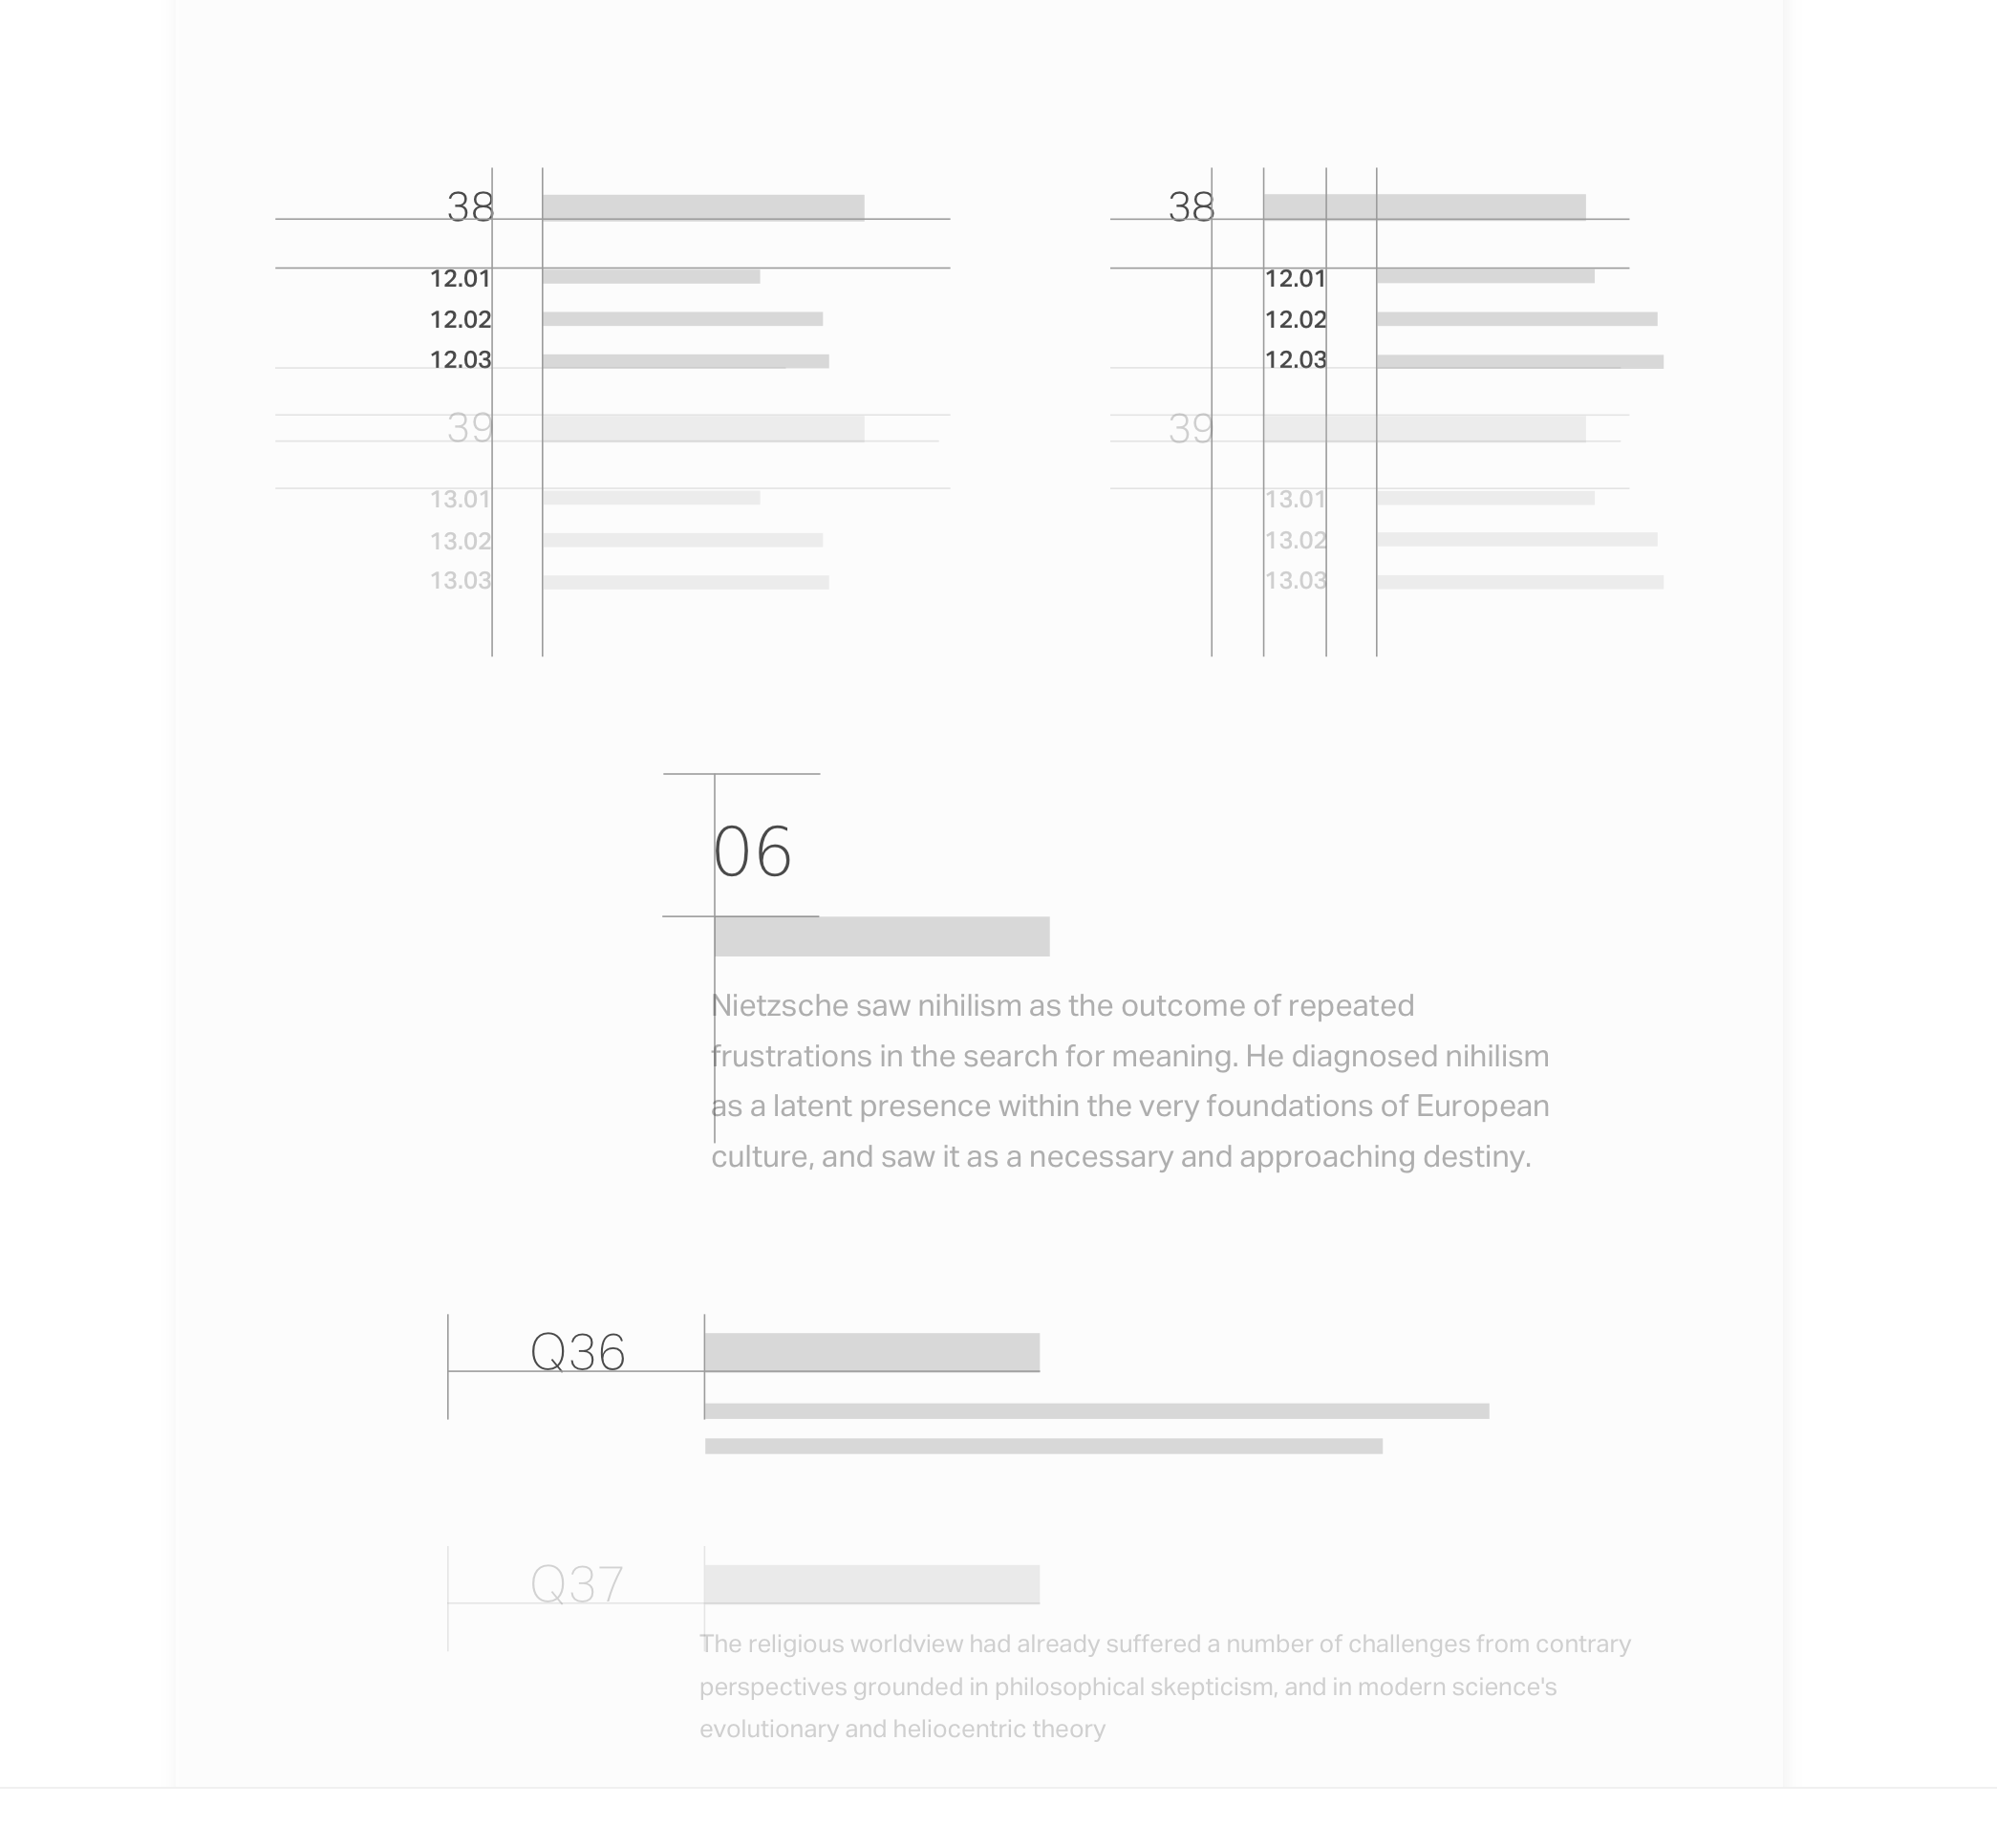 38
12.01
12.02
12.03
39
13.01
13.02
13.03
38
12.01
12.02
12.03
39
13.01
13.02
13.03
06
Nietzsche saw nihilism as the outcome of repeated
frustrations in the search for meaning. He diagnosed nihilism
as a latent presence within the very foundations of European
culture, and saw it as a necessary and approaching destiny.
Q36
Q37
The religious worldview had already suffered a number of challenges from contrary
perspectives grounded in philosophical skepticism, and in modern science's
evolutionary and heliocentric theory